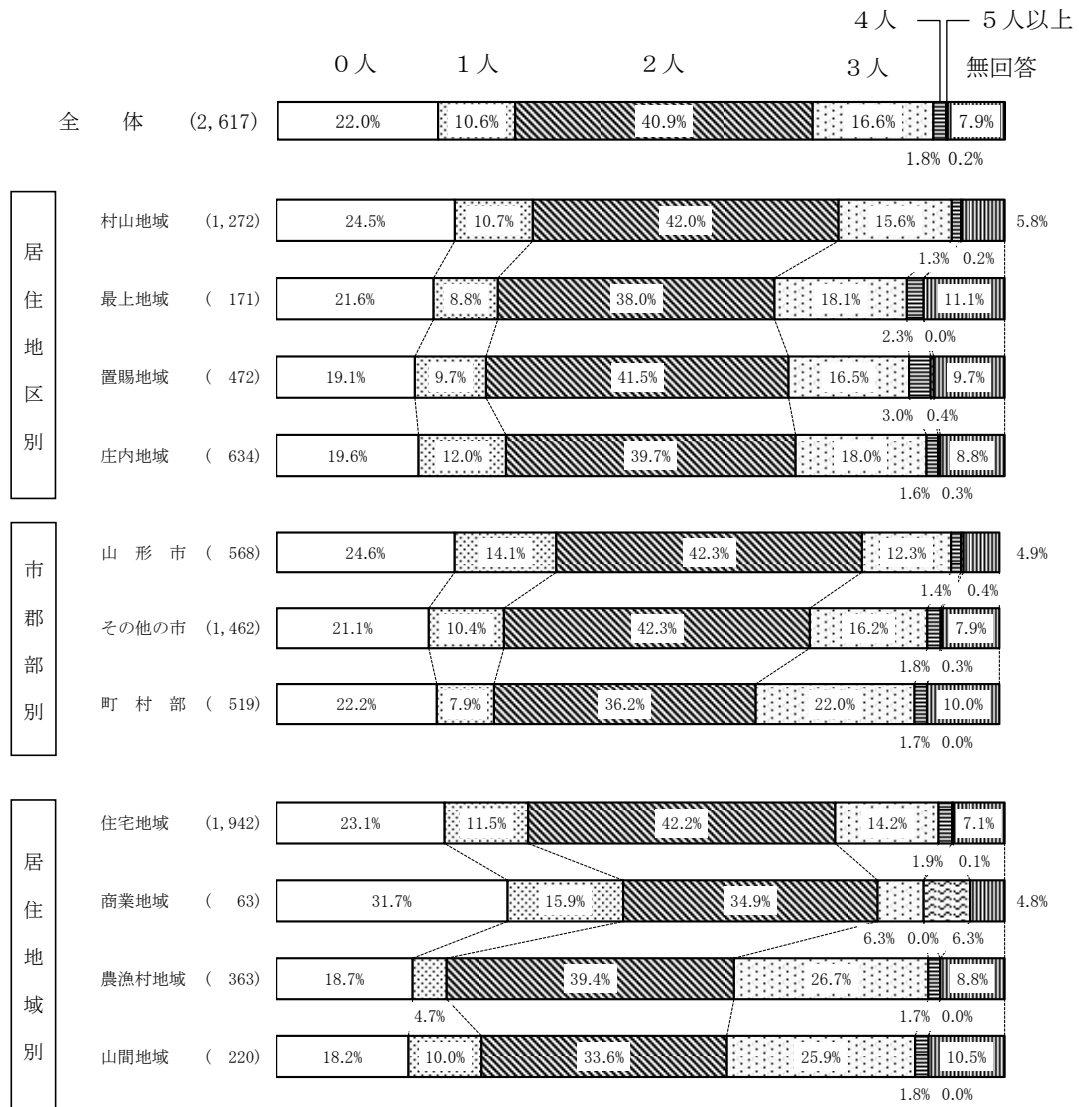 ４人 ５人以上
０人 １人 ２人 ３人 無回答
全体 (2,617) 22.0% 10.6% 40.9% 16.6% 7.9%
1.8% 0.2%
居住地区別
村山地域 (1,272) 24.5% 10.7% 42.0% 15.6% 5.8%
1.3% 0.2%
最上地域 ( 171) 21.6% 8.8% 38.0% 18.1% 11.1%
2.3% 0.0%
置賜地域 ( 472) 19.1% 9.7% 41.5% 16.5% 9.7%
3.0% 0.4%
庄内地域 ( 634) 19.6% 12.0% 39.7% 18.0% 8.8%
1.6% 0.3%
市郡部別
山形市 ( 568) 24.6% 14.1% 42.3% 12.3% 4.9%
1.4% 0.4%
その他の市 (1,462) 21.1% 10.4% 42.3% 16.2% 7.9%
1.8% 0.3%
町村部 ( 519) 22.2% 7.9% 36.2% 22.0% 10.0%
1.7% 0.0%
居住地域別
住宅地域 (1,942) 23.1% 11.5% 42.2% 14.2% 7.1%
1.9% 0.1%
商業地域 ( 63) 31.7% 15.9% 34.9% 4.8%
6.3% 0.0% 6.3%
農漁村地域 ( 363) 18.7% 39.4% 26.7% 8.8%
4.7% 1.7% 0.0%
山間地域 ( 220) 18.2% 10.0% 33.6% 25.9% 10.5%
1.8% 0.0%